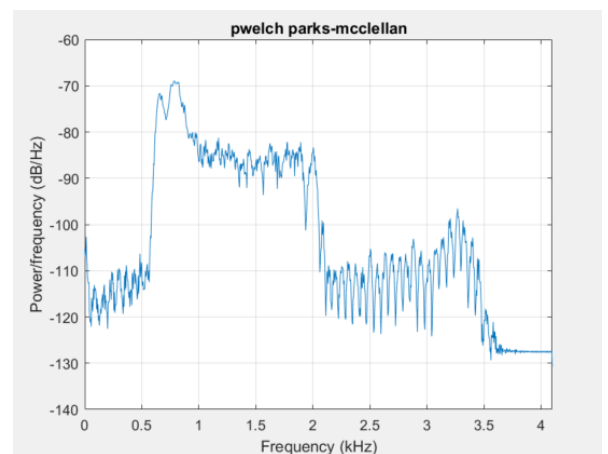 pwelch parks-mcclellan
-60
-70
-80
-90
-100
-110
-120
-130
-140
Power/frequency (dB/Hz)
0 0.5 1 1.5 2 2.5 3 3.5 4
Frequency (kHz)